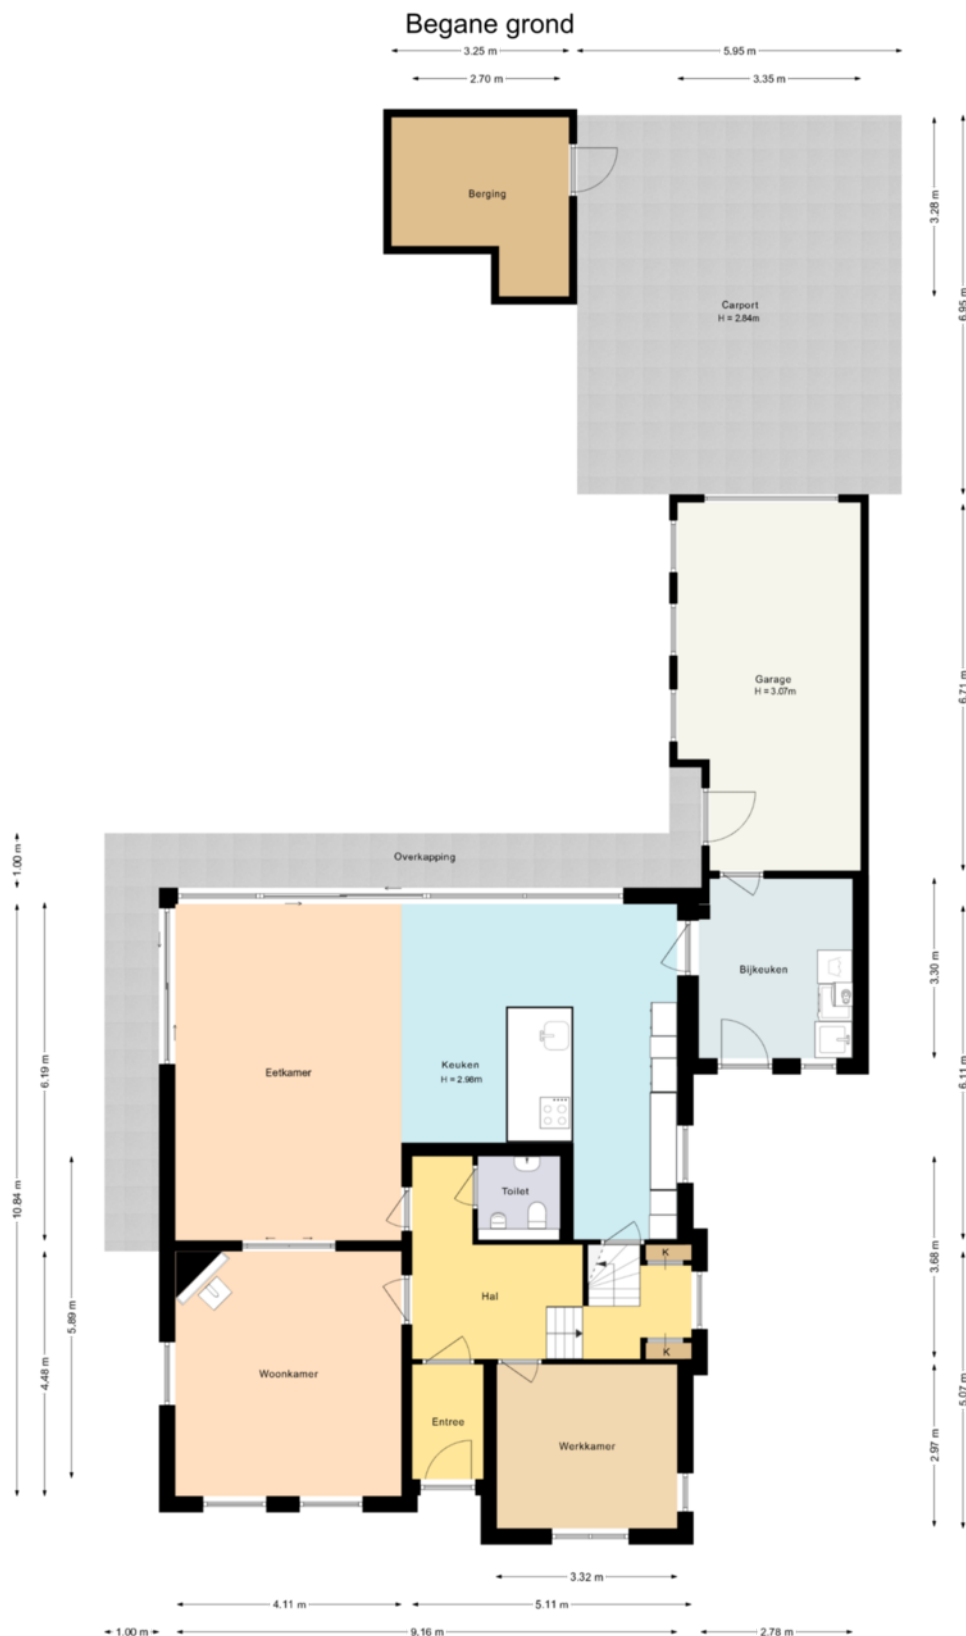 Begane grond
3.25 m
5.95 m
2.70 m
3.35 m
Berging
3.28 m
Carport
H = 2.84m
6.95 m
Garage
H = 3.07m
6.71 m
1.00 m
Overkapping
Bijkeuken
3.30 m
Eetkamer
Keuken
H = 2.98m
6.19 m
6.11 m
Toilet
10.84 m
K
3.68 m
Hal
5.89 m
K
Woonkamer
4.48 m
5.07 m
Entree
Werkkamer
2.97 m
3.32 m
4.11 m
5.11 m
1.00 m
9.16 m
2.78 m